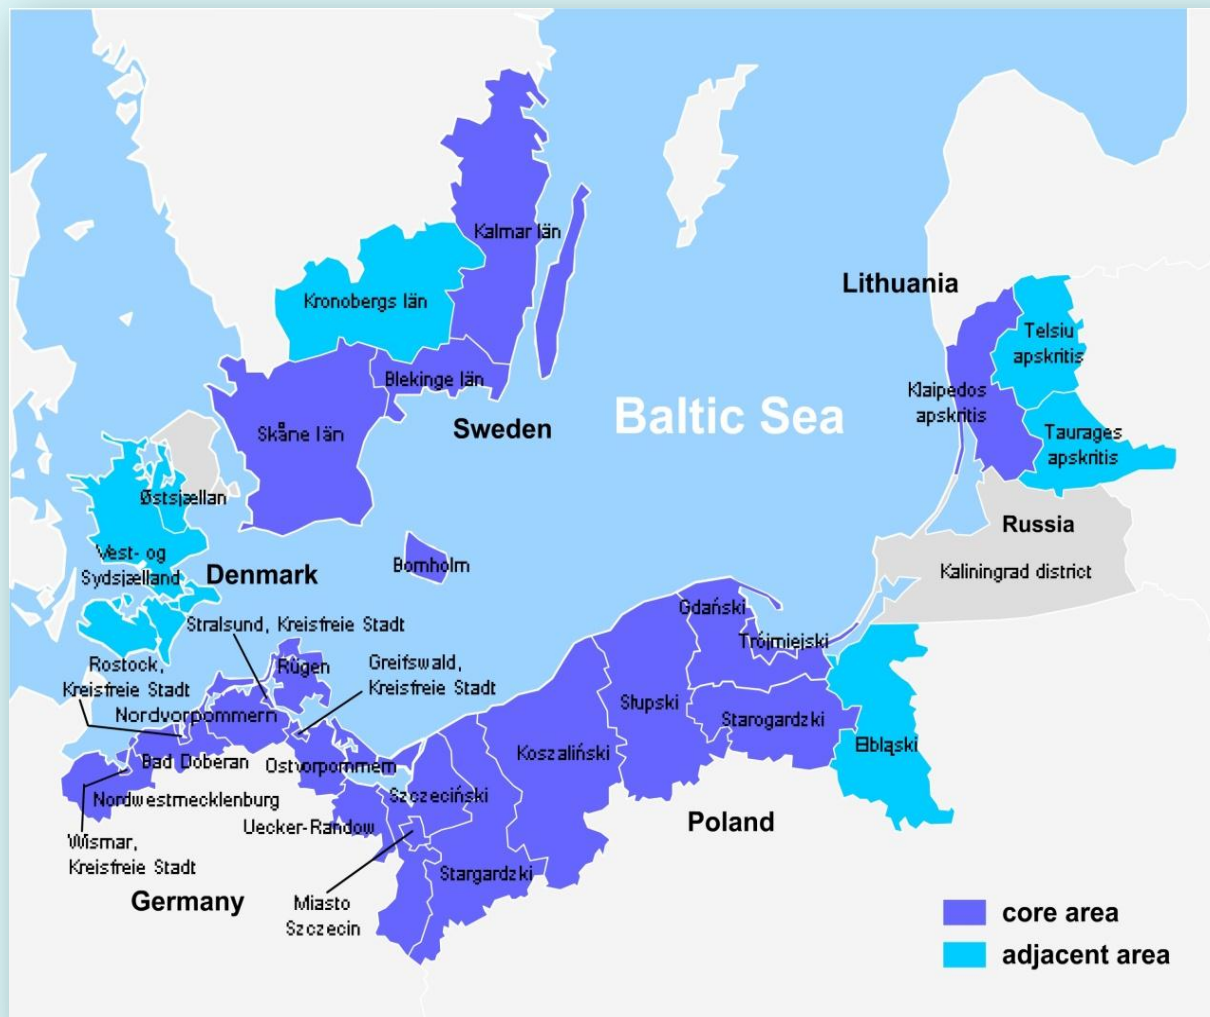 Kalmar län
Kronobergs län
Lithuania
Telsiu
apskritis
Blekinge län
Klaipedos
apskritis
Baltic Sea
Sweden
Skåne län
Taurages
apskritis
Østsjællan
Russia
Vest- og
Sydsjælland
Denmark
Bornholm
Kaliningrad district
Gdański
Stralsund, Kreisfreie Stadt
Trójmiejski
Rostock,
Kreisfreie Stadt
Rügen
Greifswald,
Kreisfreie Stadt
Nordvorpommern
Słupski
Starogardzki
Elbląski
Koszaliński
Bad Doberan
Ostvorpommern
Szczeciński
Nordwestmecklenburg
Uecker-Randow
Poland
Wismar,
Kreisfreie Stadt
Stargardzki
Germany
Miasto
Szczecin
core area
adjacent area